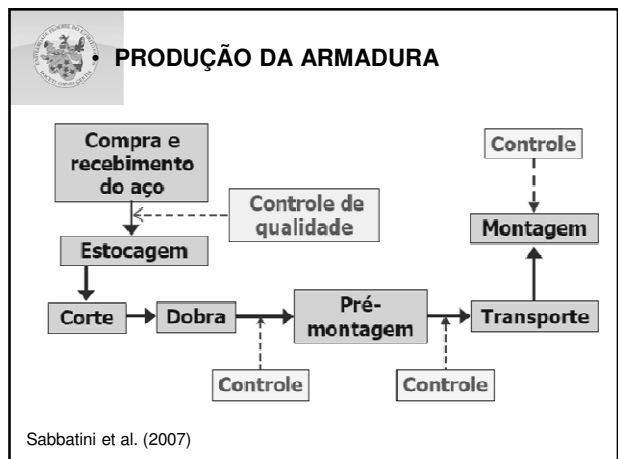 • PRODUÇÃO DA ARMADURA
Compra e
recebimento
do aço
Controle de
qualidade
Estocagem
Corte
Dobra
Controle
Pré-
montagem
Controle
Transporte
Montagem
Controle
Sabbatini et al. (2007)